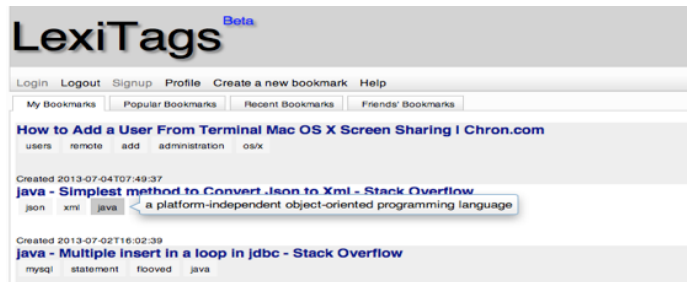 LexiTags Beta
Login Logout Signup Profile Create a new bookmark Help
My Bookmarks Popular Bookmarks Recent Bookmarks Friends' Bookmarks
How to Add a User From Terminal Mac OS X Screen Sharing | Chron.com
users remote add administration os/x
Created 2013-07-04T07:49:37
java - Simplest method to Convert Json to Xml - Stack Overflow
json xml java a platform-independent object-oriented programming language
Created 2013-07-02T16:02:39
java - Multiple insert in a loop in jdbc - Stack Overflow
mysql statement flooved java